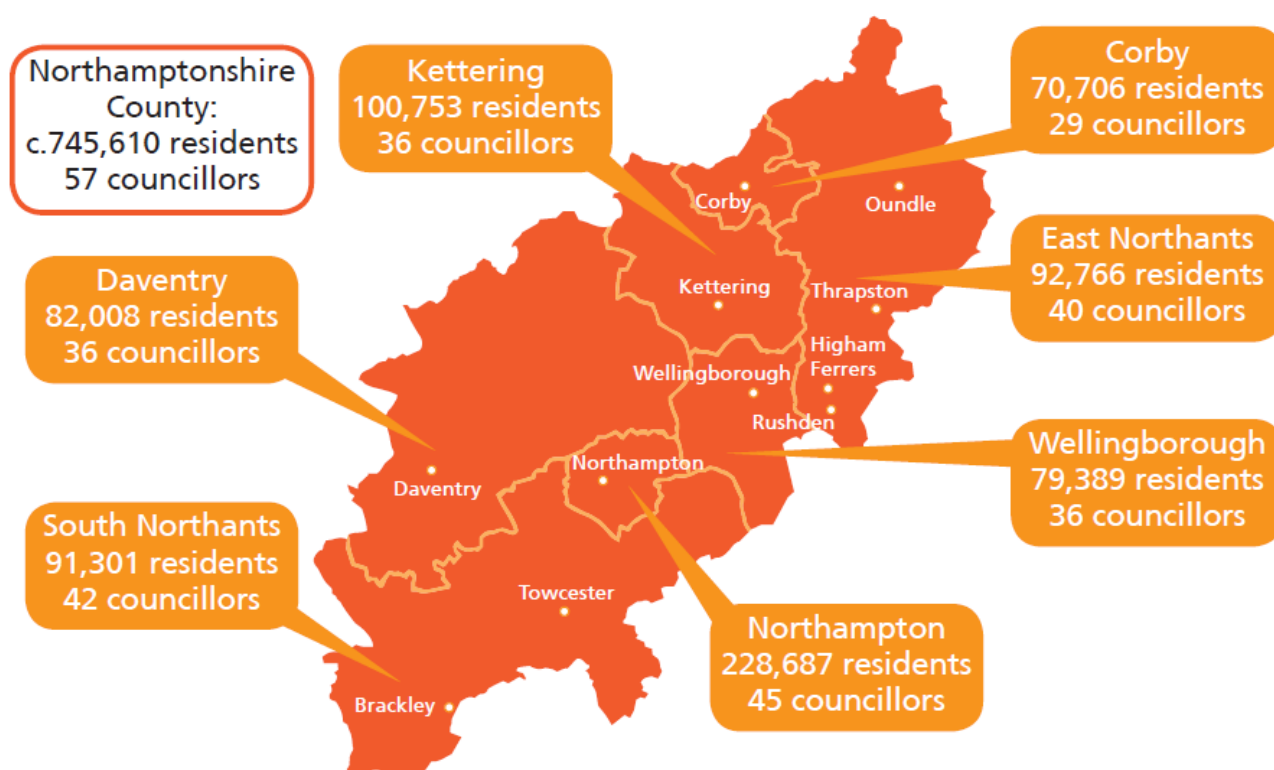 Northamptonshire
County:
c.745,610 residents
57 councillors
Kettering
100,753 residents
36 councillors
Corby
70,706 residents
29 councillors
Daventry
82,008 residents
36 councillors
East Northants
92,766 residents
40 councillors
South Northants
91,301 residents
42 councillors
Wellingborough
79,389 residents
36 councillors
Northampton
228,687 residents
45 councillors
Corby
Oundle
Kettering
Thrapston
Higham
Ferrers
Wellingborough
Rushden
Northampton
Daventry
Towcester
Brackley